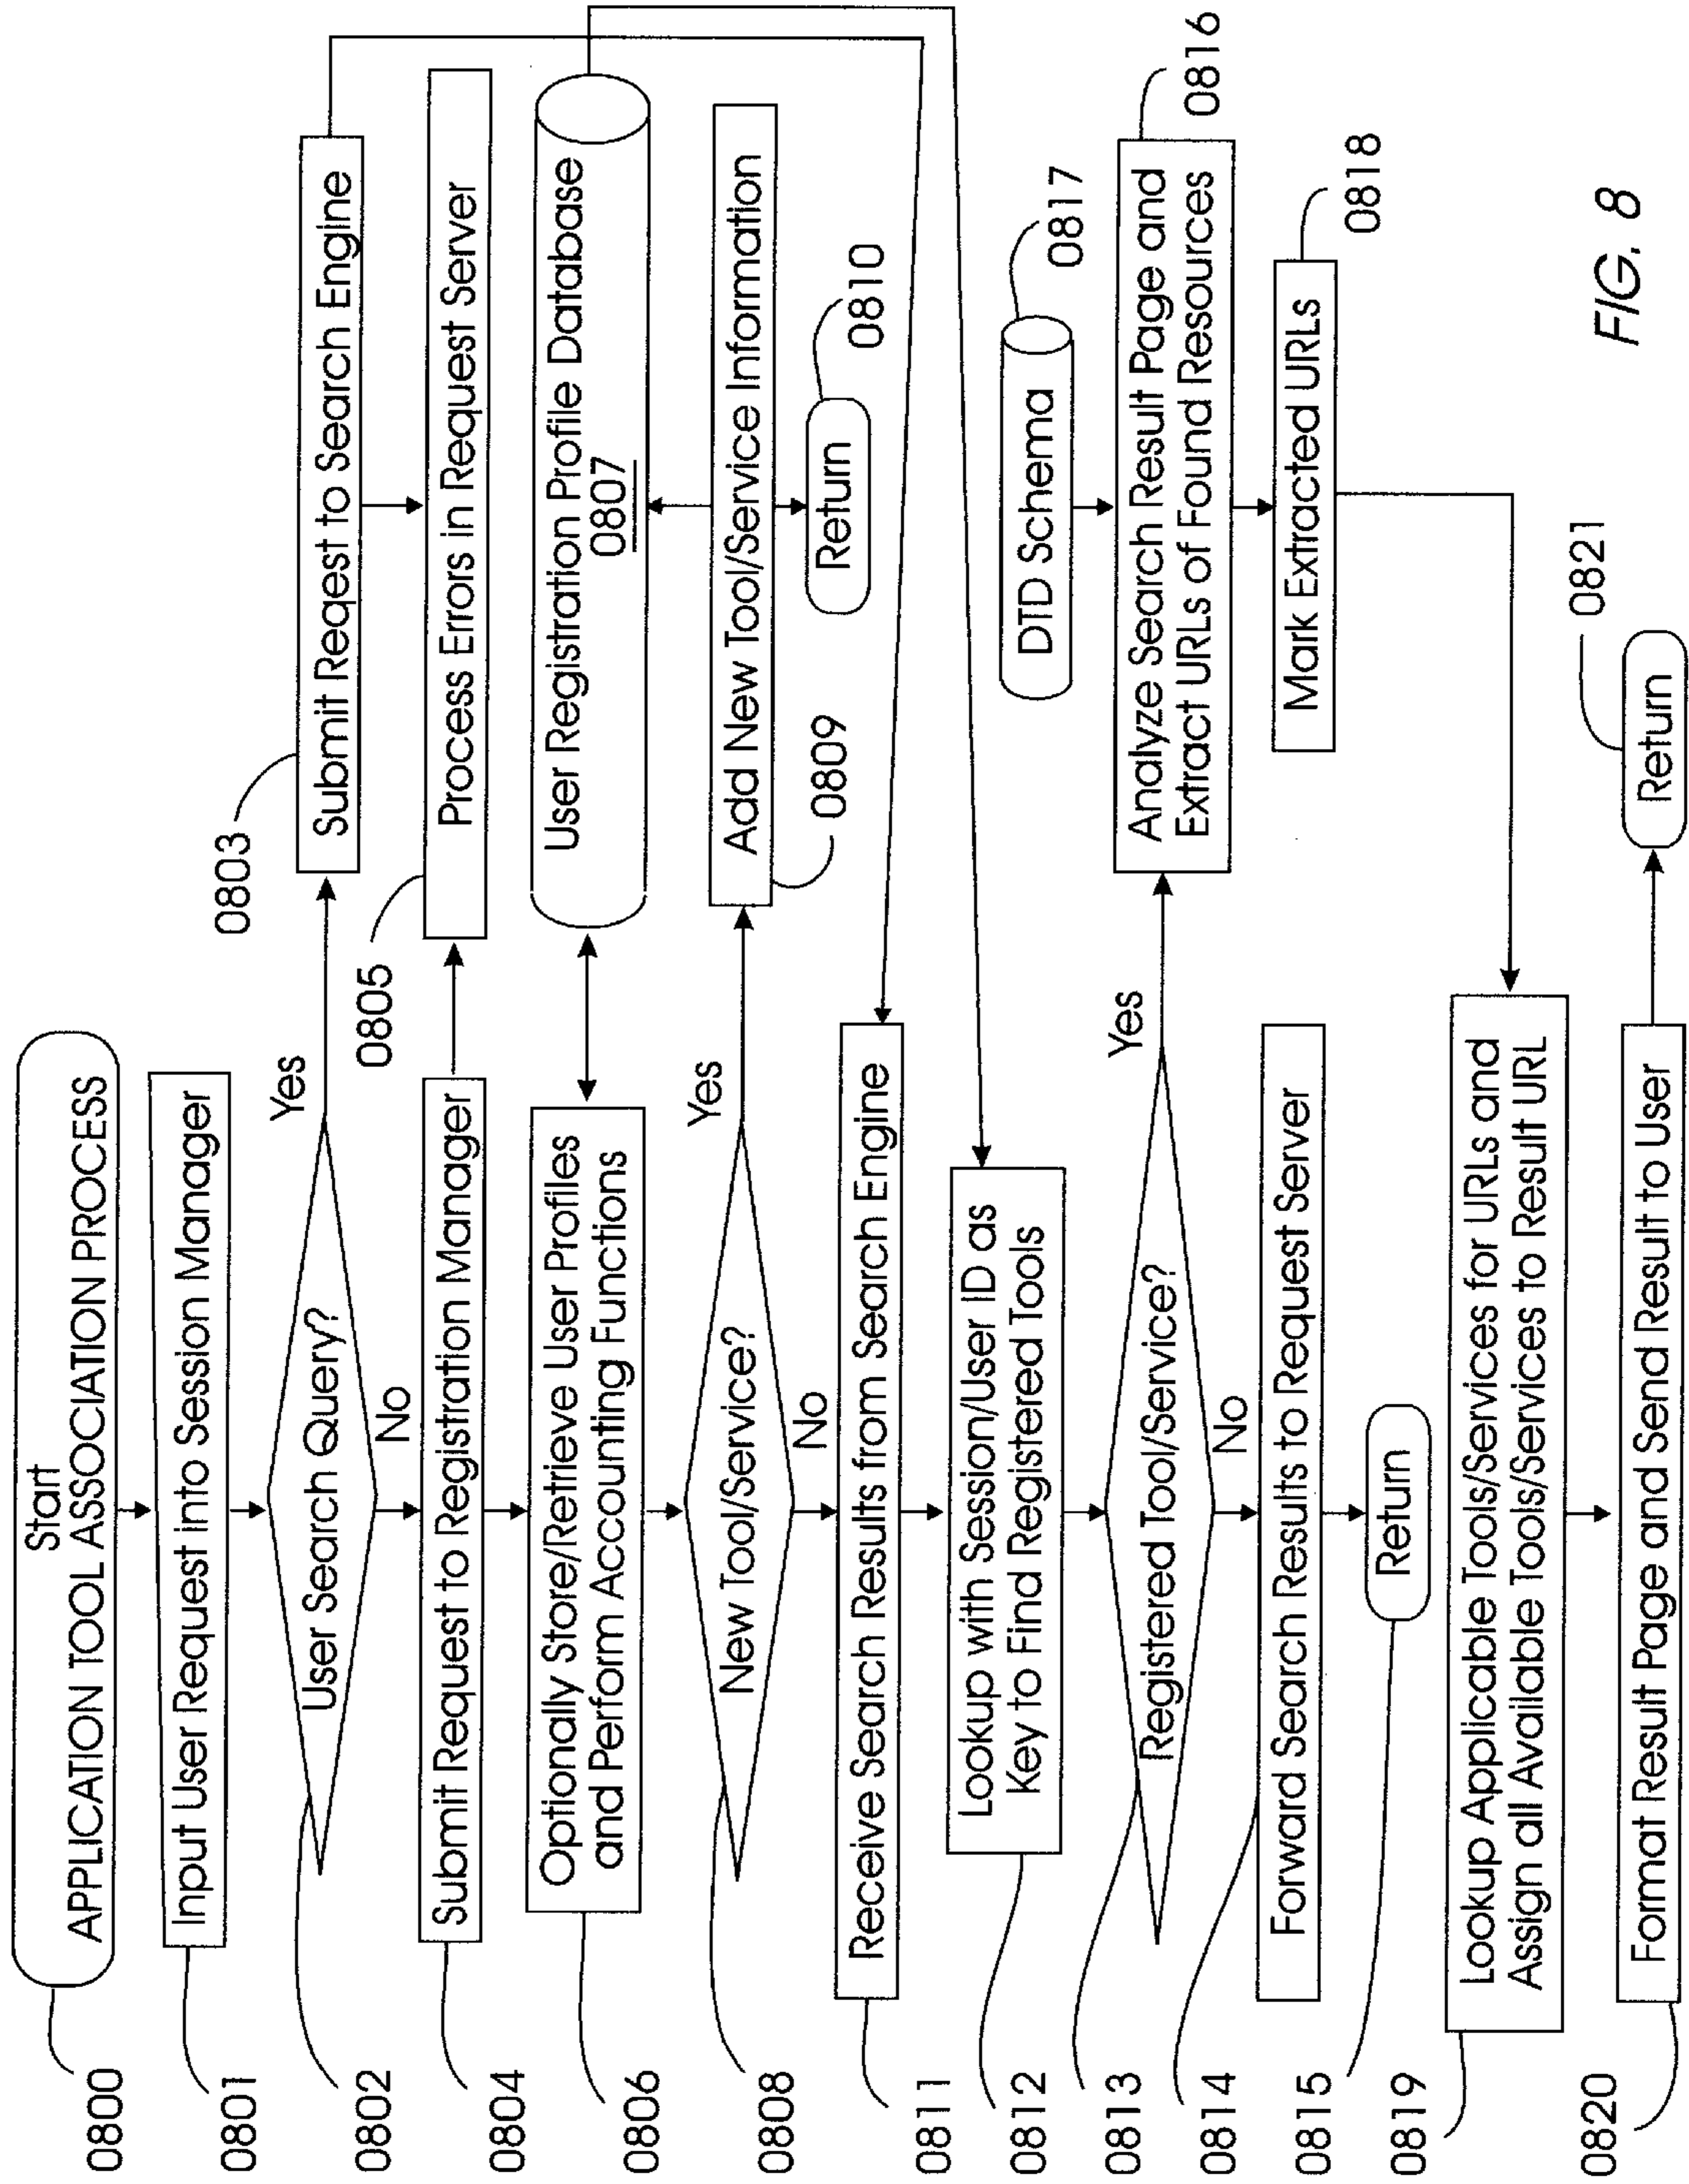 0800
Start
APPLICATION TOOL ASSOCIATION PROCESS
0801
Input User Request into Session Manager
0802
User Search Query?
Yes
No
0803
Submit Reqest to Search Engine
0804
Submit Request to Registration Manager
0805
Process Errors in Request Server
0806
Optionally Store/Retrieve User Profiles
and Perform Accounting Functions
User Registration Profile Database
0807
0808
New Tool/Service?
Yes
No
Add New Tool/Service Information
0809
Return
0810
0811
Receive Search Results from Search Engine
0812
Lookup with Session/User ID as
Key to Find Registered Tools
DTD Schema
0817
0813
Registered Tool/Service?
Yes
No
Analyze Search Result Page and
Extract URLs of Found Resources
0816
0814
Forward Search Results to Request Server
Mark Extracted URLs
0818
0815
Return
0819
Lookup Applicable Tools/Services for URLs and
Assign all Available Tools/Services to Result URL
0820
Format Result Page and Send Result to User
Return
0821
FIG. 8